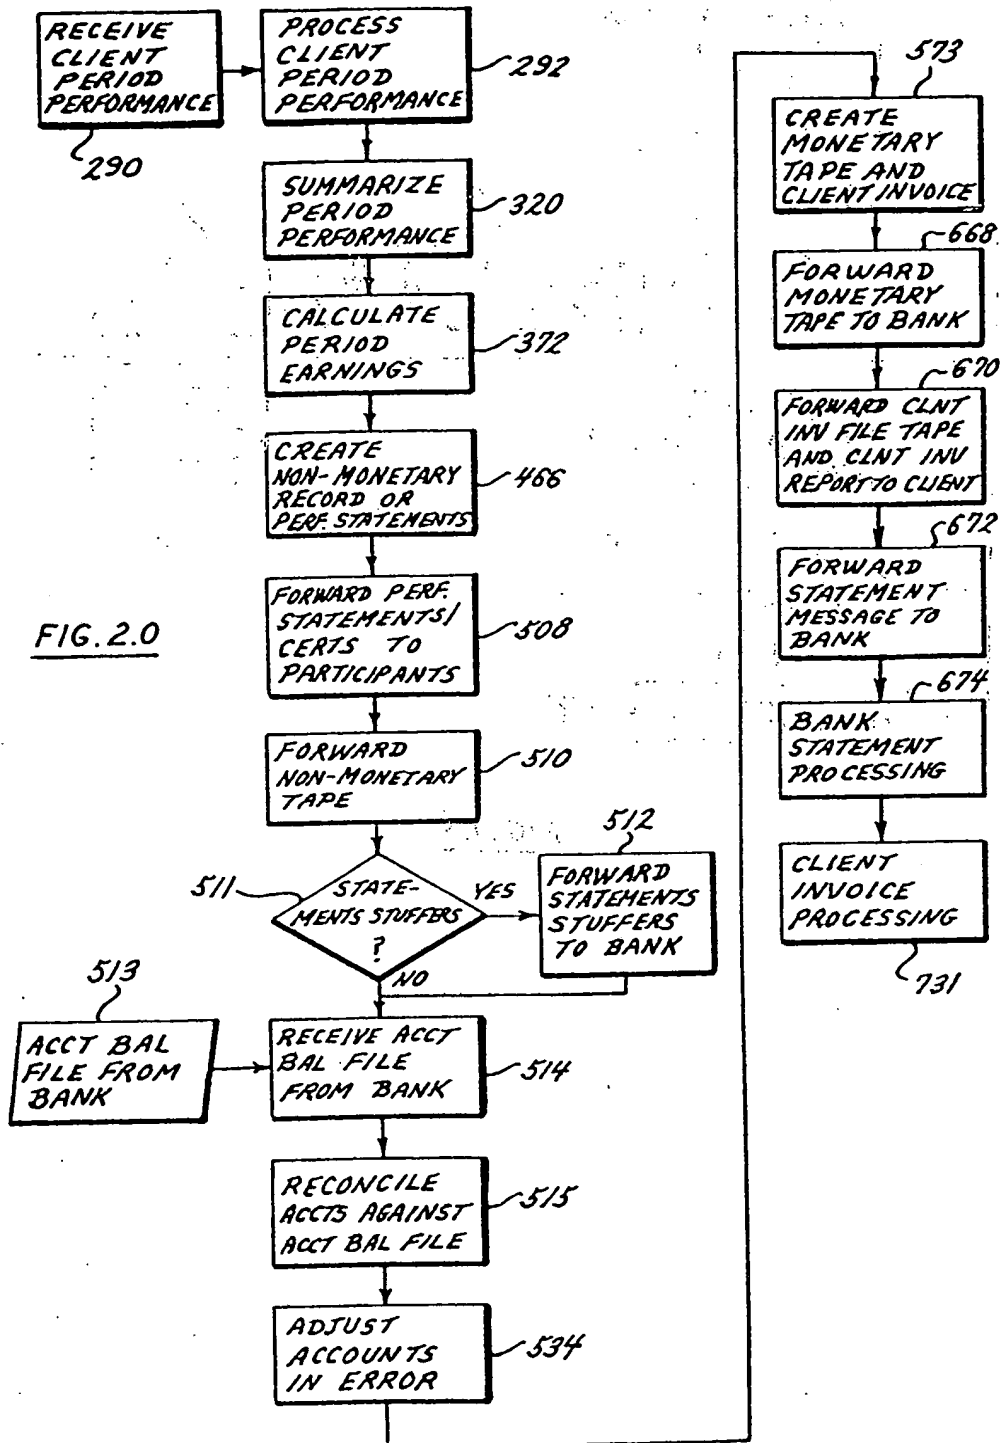 RECEIVE
CLIENT
PERIOD
PERFORMANCE
290
PROCESS
CLIENT
PERIOD
PERFORMANCE
292
SUMMARIZE
PERIOD
PERFORMANCE
320
CALCULATE
PERIOD
EARNINGS
372
CREATE
NON-MONETARY
RECORD OR
PERF. STATEMENTS
466
FORWARD PERF.
STATEMENTS/
CERTS TO
PARTICIPANTS
508
FIG. 2.0
FORWARD
NON-MONETARY
TAPE
510
511
STATE-
MENTS STUFFERS
?
YES
NO
512
FORWARD
STATEMENTS
STUFFERS
TO BANK
513
ACCT BAL
FILE FROM
BANK
RECEIVE ACCT
BAL FILE
FROM BANK
514
RECONCILE
ACCTS AGAINST
ACCT BAL FILE
515
ADJUST
ACCOUNTS
IN ERROR
534
573
CREATE
MONETARY
TAPE AND
CLIENT INVOICE
668
FORWARD
MONETARY
TAPE TO BANK
670
FORWARD CLNT
INV FILE TAPE
AND CLNT INV
REPORT TO CLIENT
672
FORWARD
STATEMENT
MESSAGE TO
BANK
674
BANK
STATEMENT
PROCESSING
CLIENT
INVOICE
PROCESSING
731